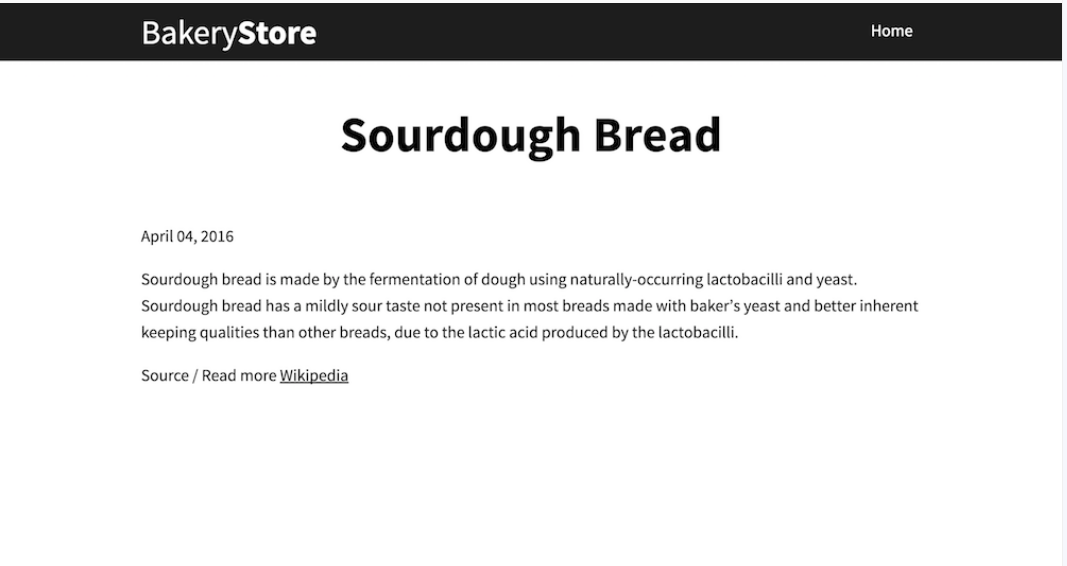 BakeryStore
Home
Sourdough Bread
April 04, 2016
Sourdough bread is made by the fermentation of dough using naturally-occurring lactobacilli and yeast.
Sourdough bread has a mildly sour taste not present in most breads made with baker’s yeast and better inherent
keeping qualities than other breads, due to the lactic acid produced by the lactobacilli.
Source / Read more Wikipedia